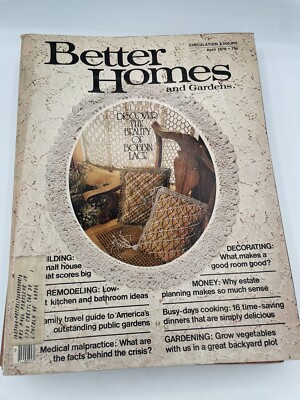 CIRCULATION 8,000,000
April 1976 • 75¢
Better
Homes
and Gardens
DISCOVER
THE
BEAUTY
OF
BOBBIN
LACE
DECORATING:
What makes a
good room good?
UILDING:
mall house
at scores big
MONEY: Why estate
planning makes so much sense
REMODELING: Low-
t kitchen and bathroom ideas
Busy-days cooking: 16 time-saving
dinners that are simply delicious
amily travel guide to America's
outstanding public gardens
GARDENING: Grow vegetables
with us in a great backyard plot
Medical malpractice: What are
the facts behind the crisis?